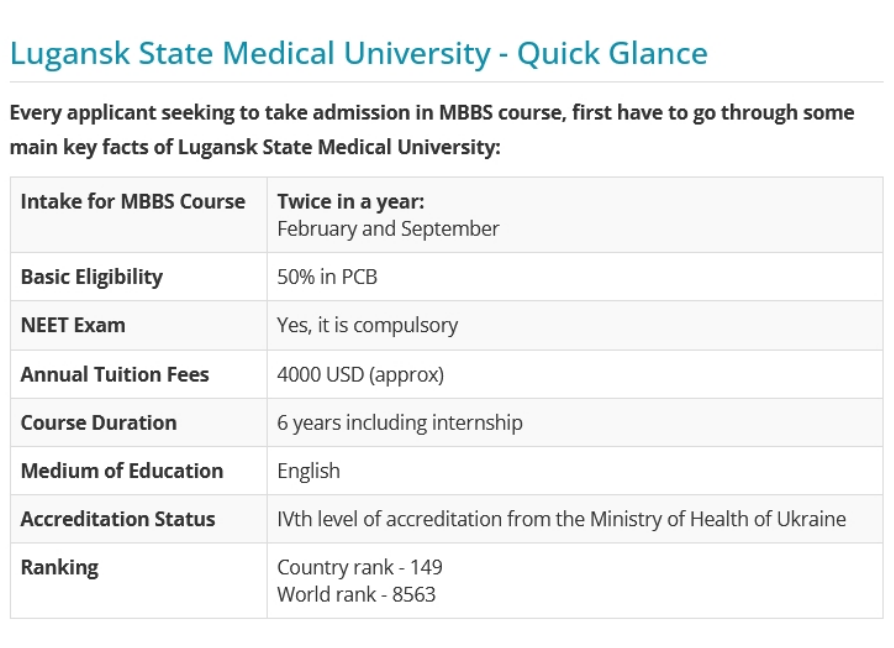 Lugansk State Medical University - Quick Glance
Every applicant seeking to take admission in MBBS course, first have to go through some
main key facts of Lugansk State Medical University:
Intake for MBBS Course
Twice in a year:
February and September
Basic Eligibility
50% in PCB
NEET Exam
Yes, it is compulsory
Annual Tuition Fees
4000 USD (approx)
Course Duration
6 years including internship
Medium of Education
English
Accreditation Status
IVth level of accreditation from the Ministry of Health of Ukraine
Ranking
Country rank - 149
World rank - 8563